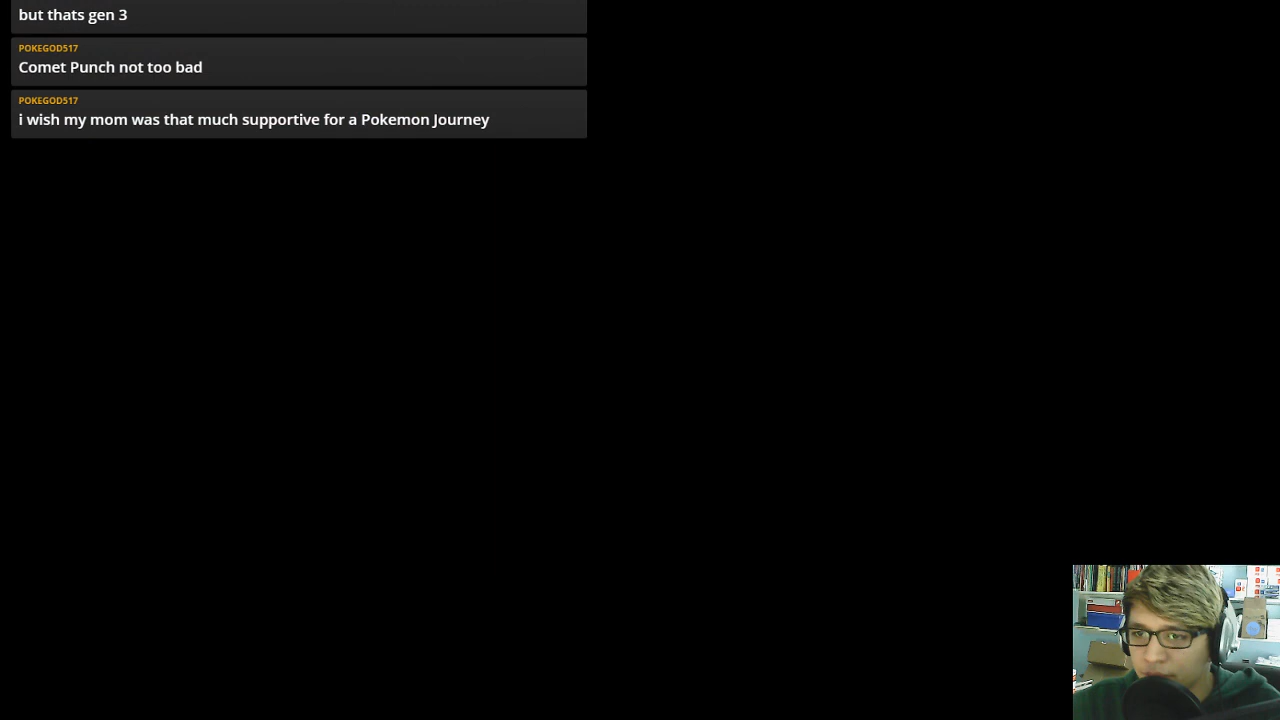 but thats gen 3
POKEGOD517
Comet Punch not too bad
POKEGOD517
i wish my mom was that much supportive for a Pokemon Journey